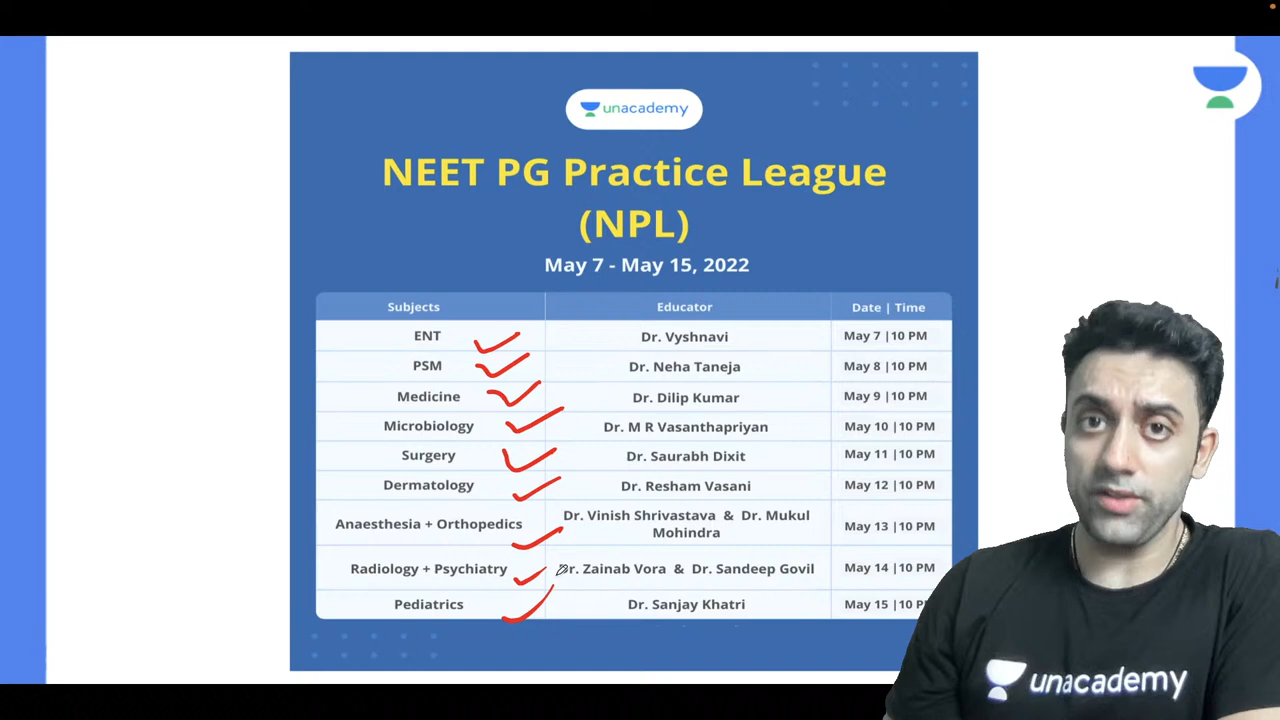 unacademy
NEET PG Practice League
(NPL)
May 7 - May 15, 2022
Subjects Educator Date | Time
ENT Dr. Vyshnavi May 7 |10 PM
PSM Dr. Neha Taneja May 8 |10 PM
Medicine Dr. Dilip Kumar May 9 |10 PM
Microbiology Dr. M R Vasanthapriyan May 10 |10 PM
Surgery Dr. Saurabh Dixit May 11 |10 PM
Dermatology Dr. Resham Vasani May 12 |10 PM
Anaesthesia + Orthopedics Dr. Vinish Shrivastava & Dr. Mukul May 13 |10 PM
Mohindra
Radiology + Psychiatry Dr. Zainab Vora & Dr. Sandeep Govil May 14 |10 PM
Pediatrics Dr. Sanjay Khatri May 15 |10 PM
unacademy